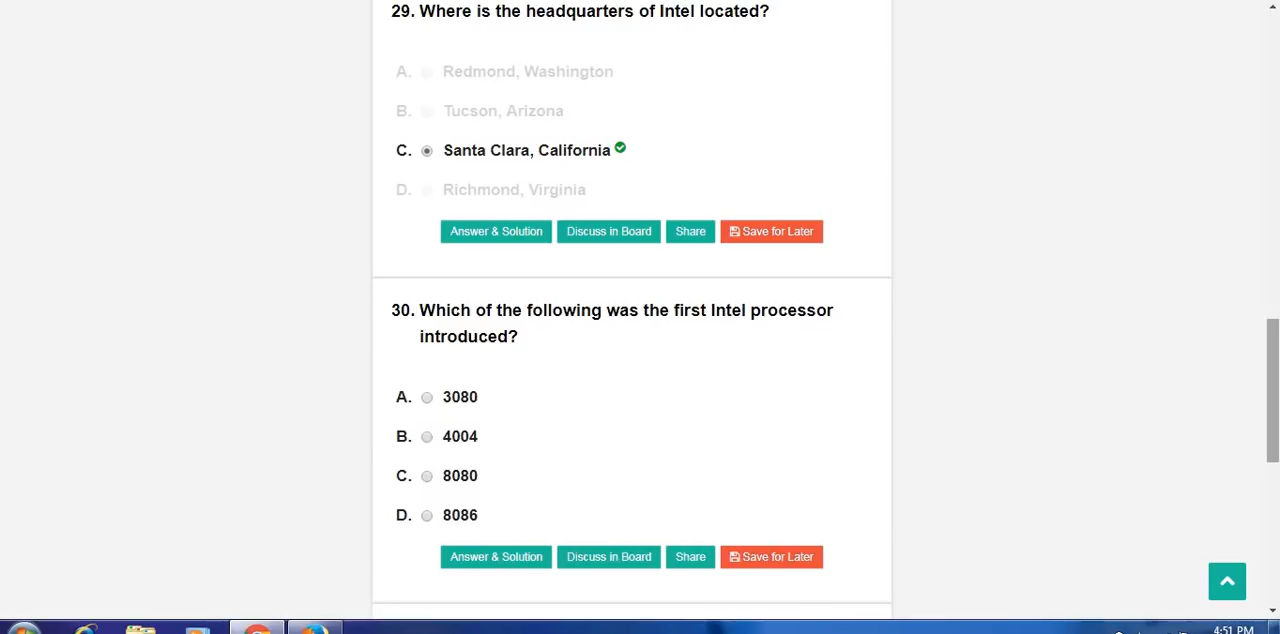 29. Where is the headquarters of Intel located?
A. Redmond, Washington
B. Tucson, Arizona
C. Santa Clara, California
D. Richmond, Virginia
Answer & Solution Discuss in Board Share Save for Later
30. Which of the following was the first Intel processor
introduced?
A. 3080
B. 4004
C. 8080
D. 8086
Answer & Solution Discuss in Board Share Save for Later
4:51 PM